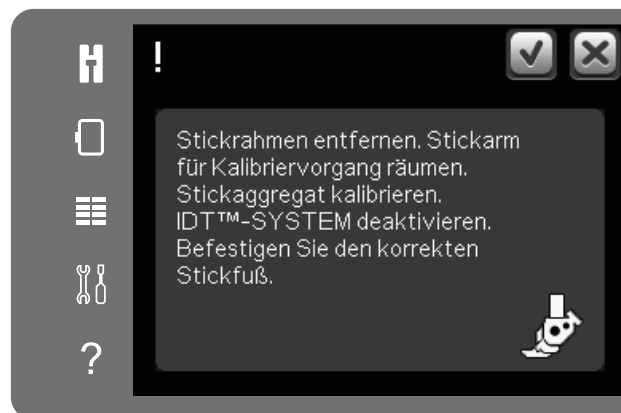 !
Stickrahmen entfernen. Stickarm
für Kalibriervorgang räumen.
Stickaggregat kalibrieren.
IDT™-SYSTEM deaktivieren.
Befestigen Sie den korrekten
Stickfuß.
?